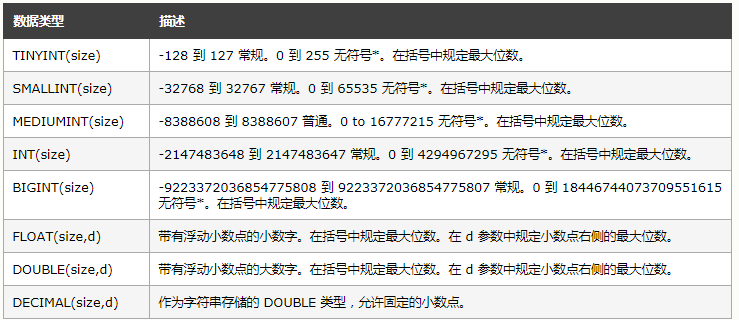 数据类型 描述
TINYINT(size) -128 到 127 常规。0 到 255 无符号*。在括号中规定最大位数。
SMALLINT(size) -32768 到 32767 常规。0 到 65535 无符号*。在括号中规定最大位数。
MEDIUMINT(size) -8388608 到 8388607 普通。0 to 16777215 无符号*。在括号中规定最大位数。
INT(size) -2147483648 到 2147483647 常规。0 到 4294967295 无符号*。在括号中规定最大位数。
BIGINT(size) -9223372036854775808 到 9223372036854775807 常规。0 到 18446744073709551615
无符号*。在括号中规定最大位数。
FLOAT(size,d) 带有浮动小数点的小数字。在括号中规定最大位数。在 d 参数中规定小数点右侧的最大位数。
DOUBLE(size,d) 带有浮动小数点的大数字。在括号中规定最大位数。在 d 参数中规定小数点右侧的最大位数。
DECIMAL(size,d) 作为字符串存储的 DOUBLE 类型，允许固定的小数点。